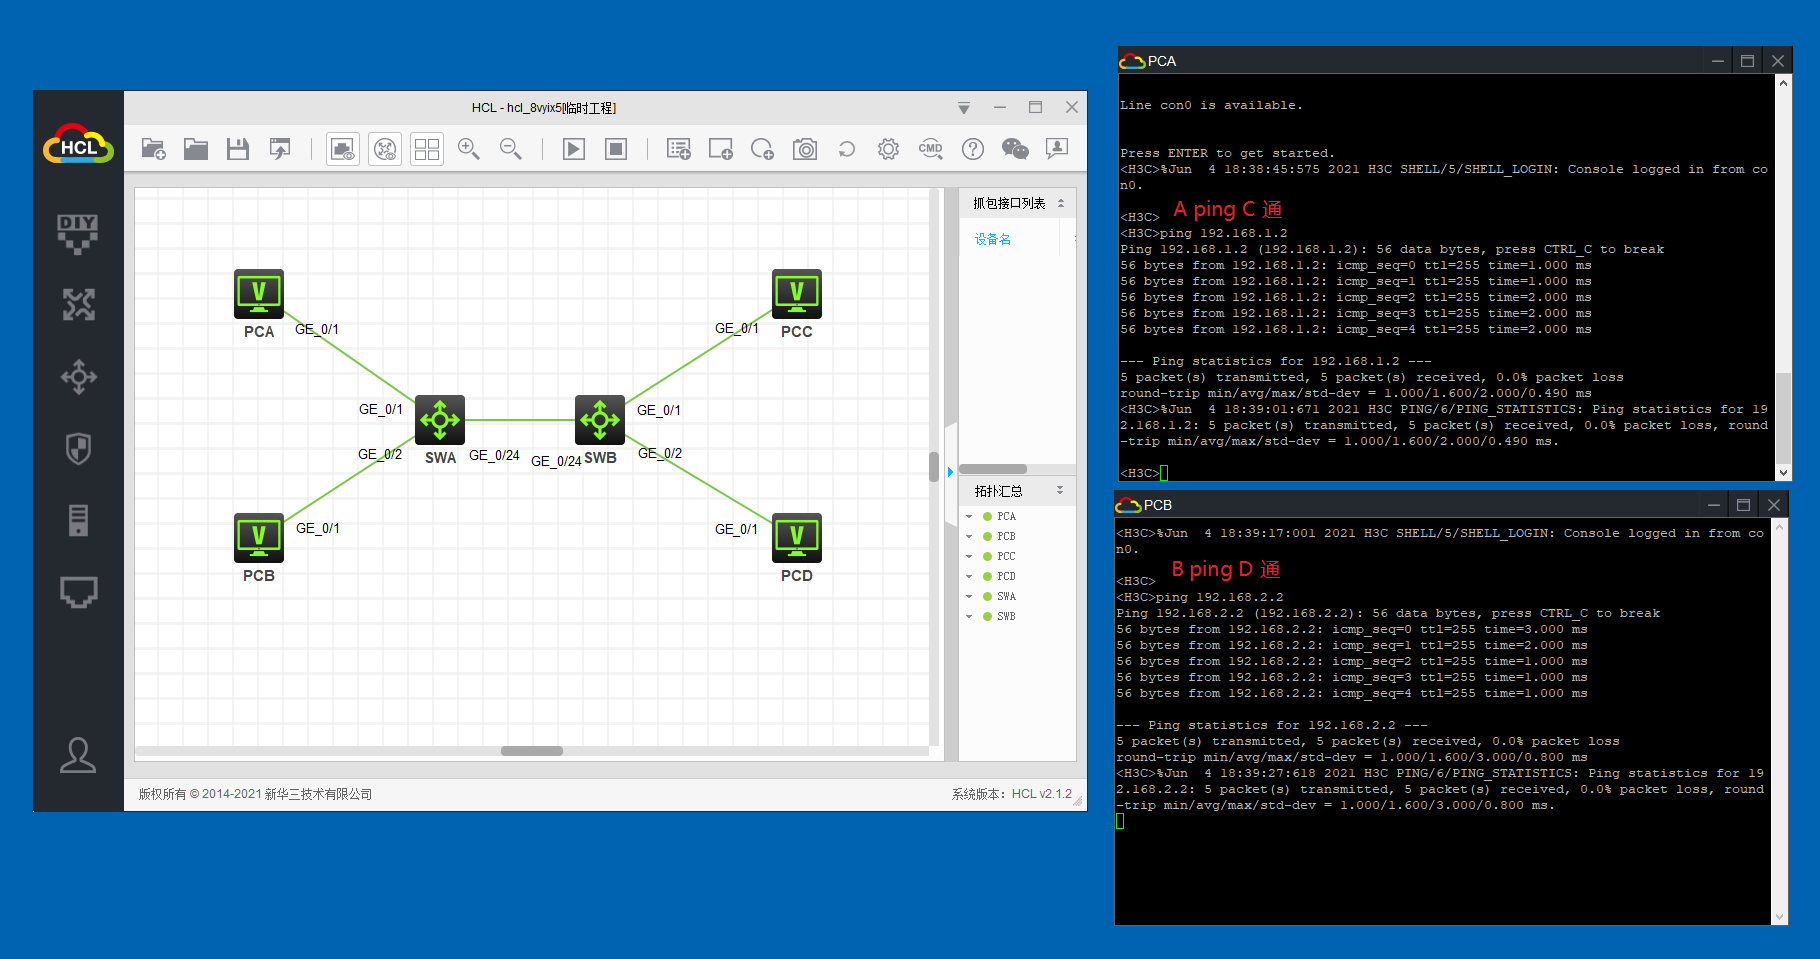 HCL - hcl_8vyix5[临时工程]
HCL
DIY
CMD
抓包接口列表
设备名
PCA
GE_0/1
PCC
GE_0/1
GE_0/1
GE_0/1
GE_0/2
SWA
GE_0/24
GE_0/24
SWB
GE_0/2
GE_0/1
PCB
GE_0/1
PCD
拓扑汇总
PCA
PCB
PCC
PCD
SWA
SWB
版权所有 © 2014-2021 新华三技术有限公司
系统版本：HCL v2.1.2
PCA
Line con0 is available.
Press ENTER to get started.
<H3C>%Jun  4 18:38:45:575 2021 H3C SHELL/5/SHELL_LOGIN: Console logged in from co
n0.
<H3C>
A ping C 通
<H3C>ping 192.168.1.2
Ping 192.168.1.2 (192.168.1.2): 56 data bytes, press CTRL_C to break
56 bytes from 192.168.1.2: icmp_seq=0 ttl=255 time=1.000 ms
56 bytes from 192.168.1.2: icmp_seq=1 ttl=255 time=1.000 ms
56 bytes from 192.168.1.2: icmp_seq=2 ttl=255 time=2.000 ms
56 bytes from 192.168.1.2: icmp_seq=3 ttl=255 time=2.000 ms
56 bytes from 192.168.1.2: icmp_seq=4 ttl=255 time=2.000 ms
--- Ping statistics for 192.168.1.2 ---
5 packet(s) transmitted, 5 packet(s) received, 0.0% packet loss
round-trip min/avg/max/std-dev = 1.000/1.600/2.000/0.490 ms
<H3C>%Jun  4 18:39:01:671 2021 H3C PING/6/PING_STATISTICS: Ping statistics for 19
2.168.1.2: 5 packet(s) transmitted, 5 packet(s) received, 0.0% packet loss, round
-trip min/avg/max/std-dev = 1.000/1.600/2.000/0.490 ms.
<H3C>
PCB
<H3C>%Jun  4 18:39:17:001 2021 H3C SHELL/5/SHELL_LOGIN: Console logged in from co
n0.
<H3C>
B ping D 通
<H3C>ping 192.168.2.2
Ping 192.168.2.2 (192.168.2.2): 56 data bytes, press CTRL_C to break
56 bytes from 192.168.2.2: icmp_seq=0 ttl=255 time=3.000 ms
56 bytes from 192.168.2.2: icmp_seq=1 ttl=255 time=2.000 ms
56 bytes from 192.168.2.2: icmp_seq=2 ttl=255 time=1.000 ms
56 bytes from 192.168.2.2: icmp_seq=3 ttl=255 time=1.000 ms
56 bytes from 192.168.2.2: icmp_seq=4 ttl=255 time=1.000 ms
--- Ping statistics for 192.168.2.2 ---
5 packet(s) transmitted, 5 packet(s) received, 0.0% packet loss
round-trip min/avg/max/std-dev = 1.000/1.600/3.000/0.800 ms
<H3C>%Jun  4 18:39:27:618 2021 H3C PING/6/PING_STATISTICS: Ping statistics for 19
2.168.2.2: 5 packet(s) transmitted, 5 packet(s) received, 0.0% packet loss, round
-trip min/avg/max/std-dev = 1.000/1.600/3.000/0.800 ms.